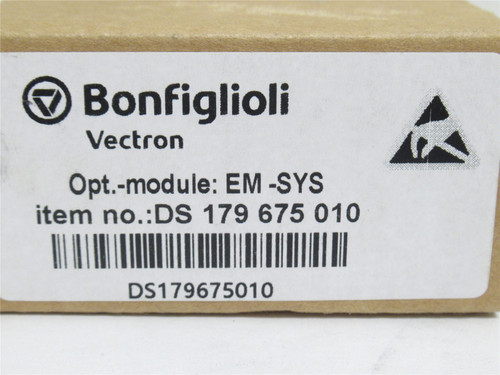 Bonfiglioli
Vectron
Opt.-module: EM -SYS
item no.:DS 179 675 010
DS179675010